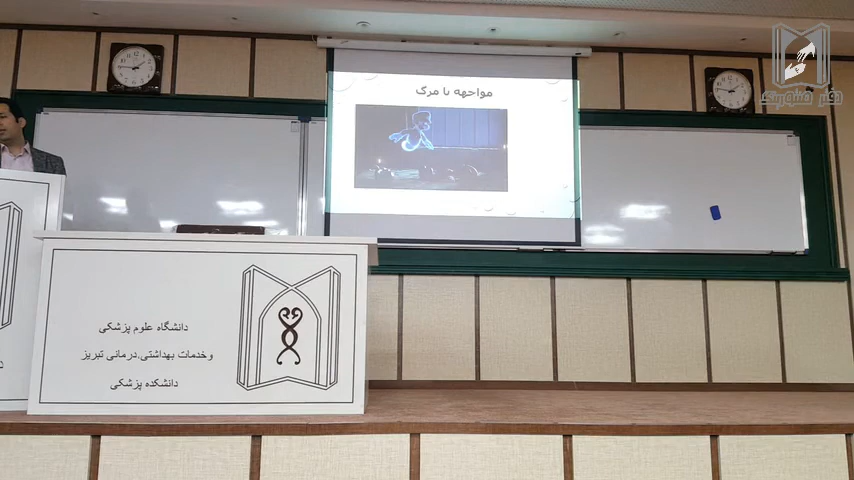 مواجهه با مرگ
دانشگاه علوم پزشکی
وخدمات بهداشتی.درمانی تبریز
دانشکده پزشکی